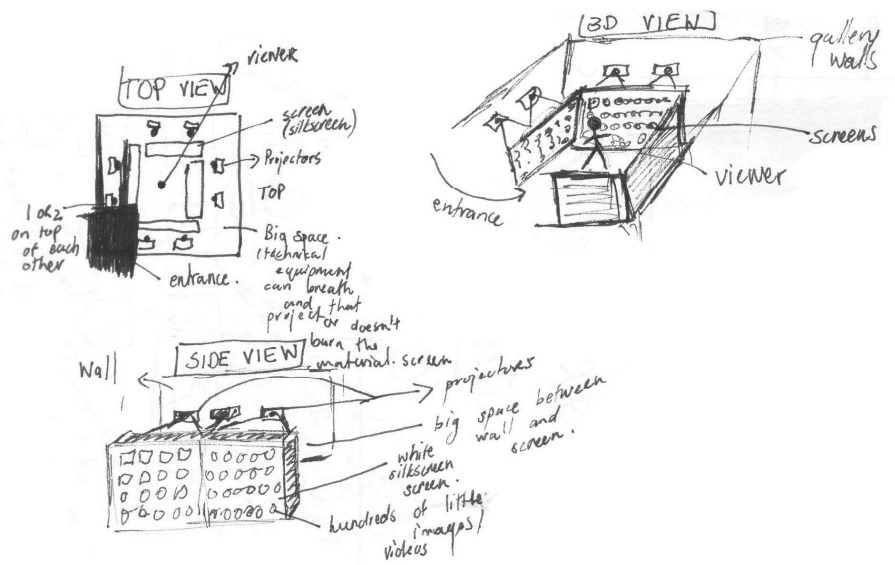 TOP VIEW
viewer
screen
(silkscreen)
Projectors
TOP
1 of 2
on top
of each
other
entrance.
Big space.
(technical
equipment
can breath
and that
projector doesn't
burn the
material. screen
3D VIEW
gallery
walls
screens
viewer
entrance
SIDE VIEW
Wall
projectors
big space between
wall and
screen.
white
silkscreen
screen.
hundreds of little
images/
videos